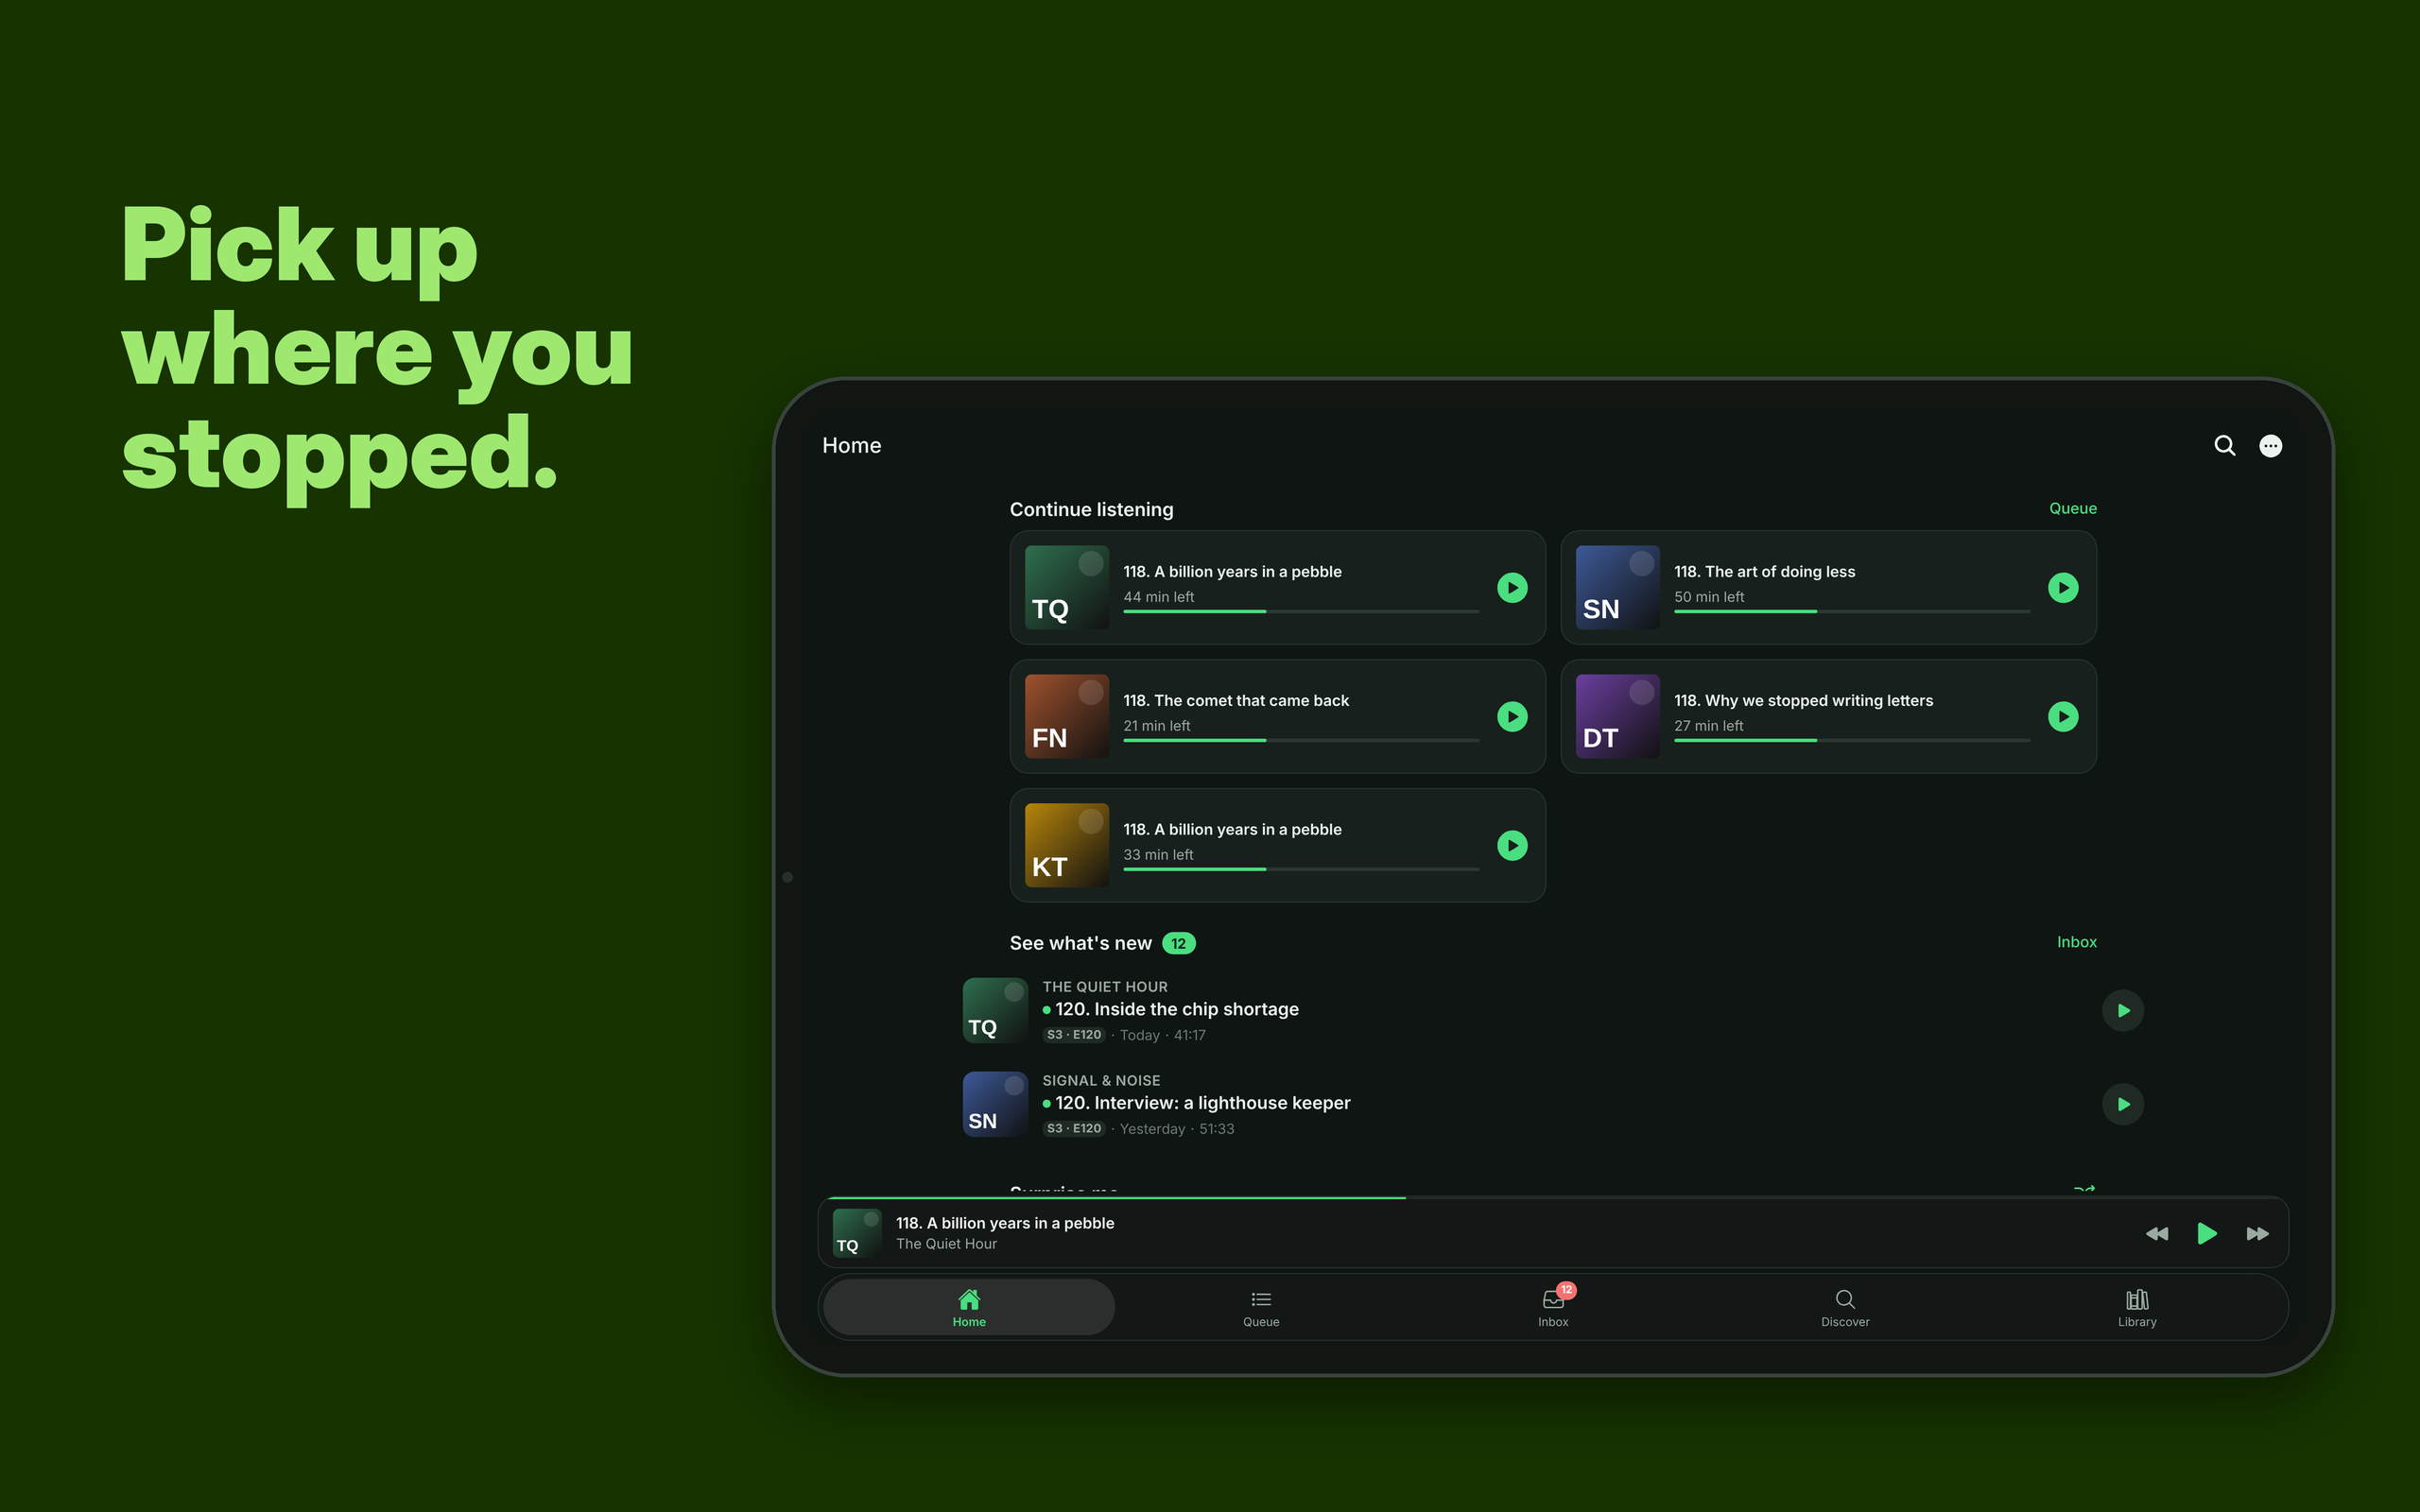 Pick up
where you
stopped.
Home
Continue listening
Queue
TQ
118. A billion years in a pebble
44 min left
SN
118. The art of doing less
50 min left
FN
118. The comet that came back
21 min left
DT
118. Why we stopped writing letters
27 min left
KT
118. A billion years in a pebble
33 min left
See what's new 12
Inbox
TQ
THE QUIET HOUR
120. Inside the chip shortage
S3 · E120 · Today · 41:17
SN
SIGNAL & NOISE
120. Interview: a lighthouse keeper
S3 · E120 · Yesterday · 51:33
Surprise me
TQ
118. A billion years in a pebble
The Quiet Hour
Home
Queue
12
Inbox
Discover
Library